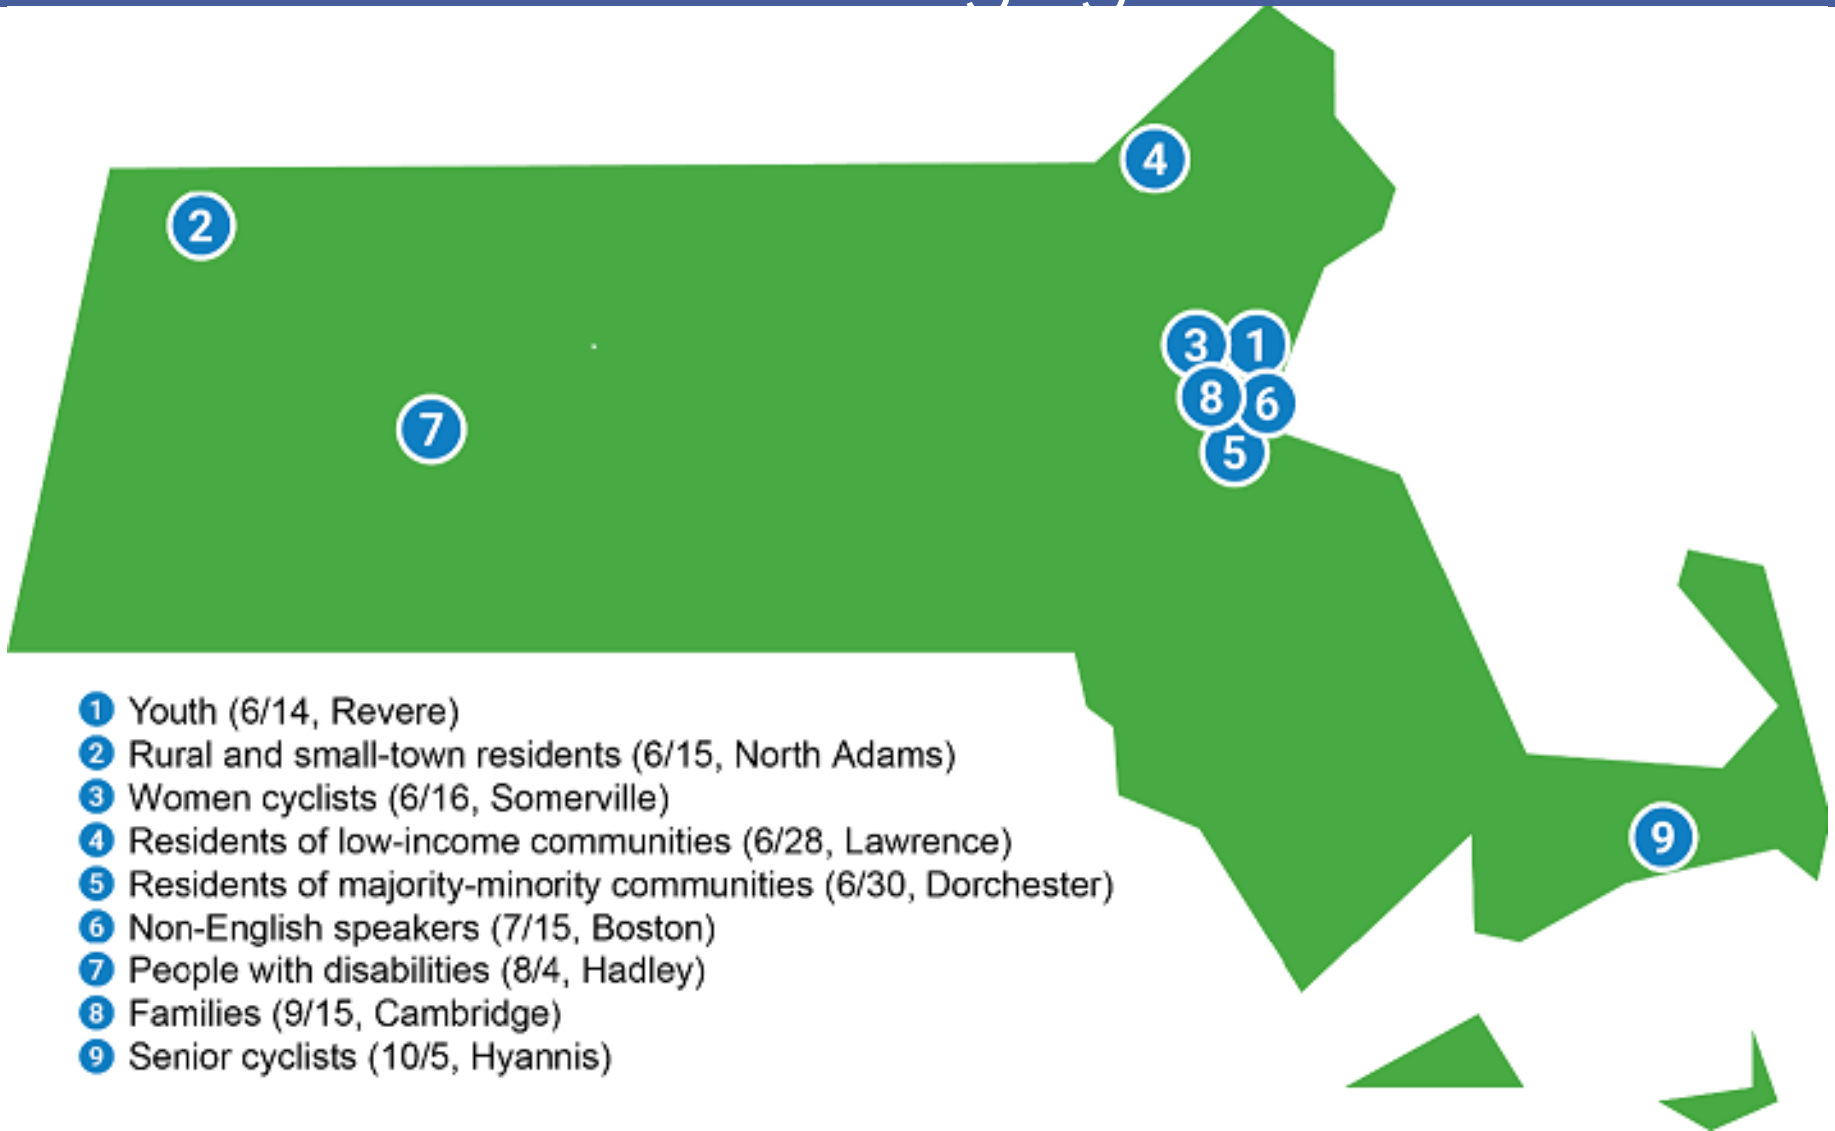 4
2
3 1
8 6
7
5
9
1 Youth (6/14, Revere)
2 Rural and small-town residents (6/15, North Adams)
3 Women cyclists (6/16, Somerville)
4 Residents of low-income communities (6/28, Lawrence)
5 Residents of majority-minority communities (6/30, Dorchester)
6 Non-English speakers (7/15, Boston)
7 People with disabilities (8/4, Hadley)
8 Families (9/15, Cambridge)
9 Senior cyclists (10/5, Hyannis)